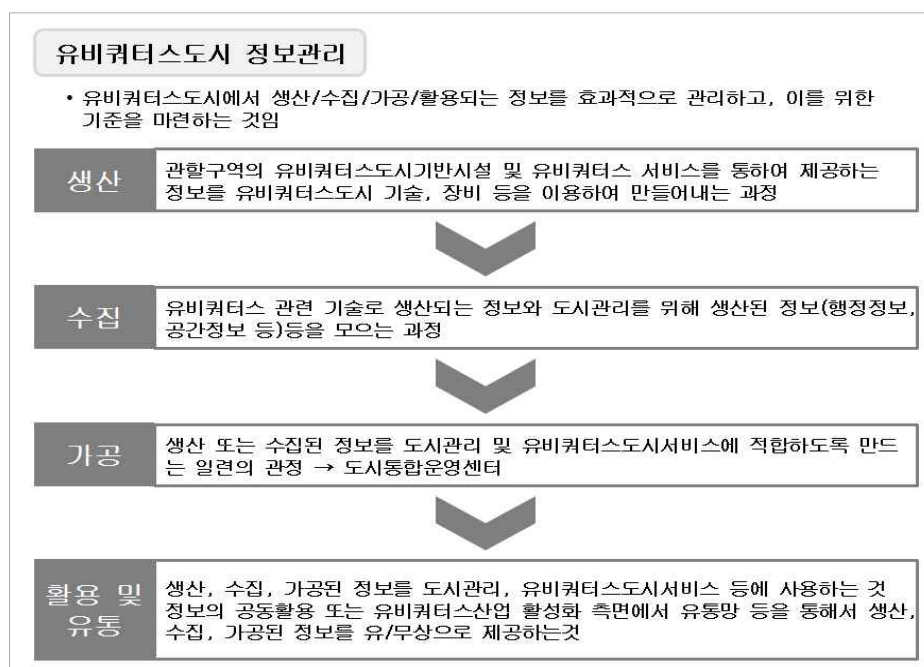 유비쿼터스도시 정보관리
• 유비쿼터스도시에서 생산/수집/가공/활용되는 정보를 효과적으로 관리하고, 이를 위한
기준을 마련하는 것임
생산
관할구역의 유비쿼터스도시기반시설 및 유비쿼터스 서비스를 통하여 제공하는
정보를 유비쿼터스도시 기술, 장비 등을 이용하여 만들어내는 과정
수집
유비쿼터스 관련 기술로 생산되는 정보와 도시관리를 위해 생산된 정보(행정정보,
공간정보 등)등을 모으는 과정
가공
생산 또는 수집된 정보를 도시관리 및 유비쿼터스도시서비스에 적합하도록 만드
는 일련의 관정 → 도시통합운영센터
활용 및
유통
생산, 수집, 가공된 정보를 도시관리, 유비쿼터스도시서비스 등에 사용하는 것
정보의 공동활용 또는 유비쿼터스산업 활성화 측면에서 유통망 등을 통해서 생산,
수집, 가공된 정보를 유/무상으로 제공하는것